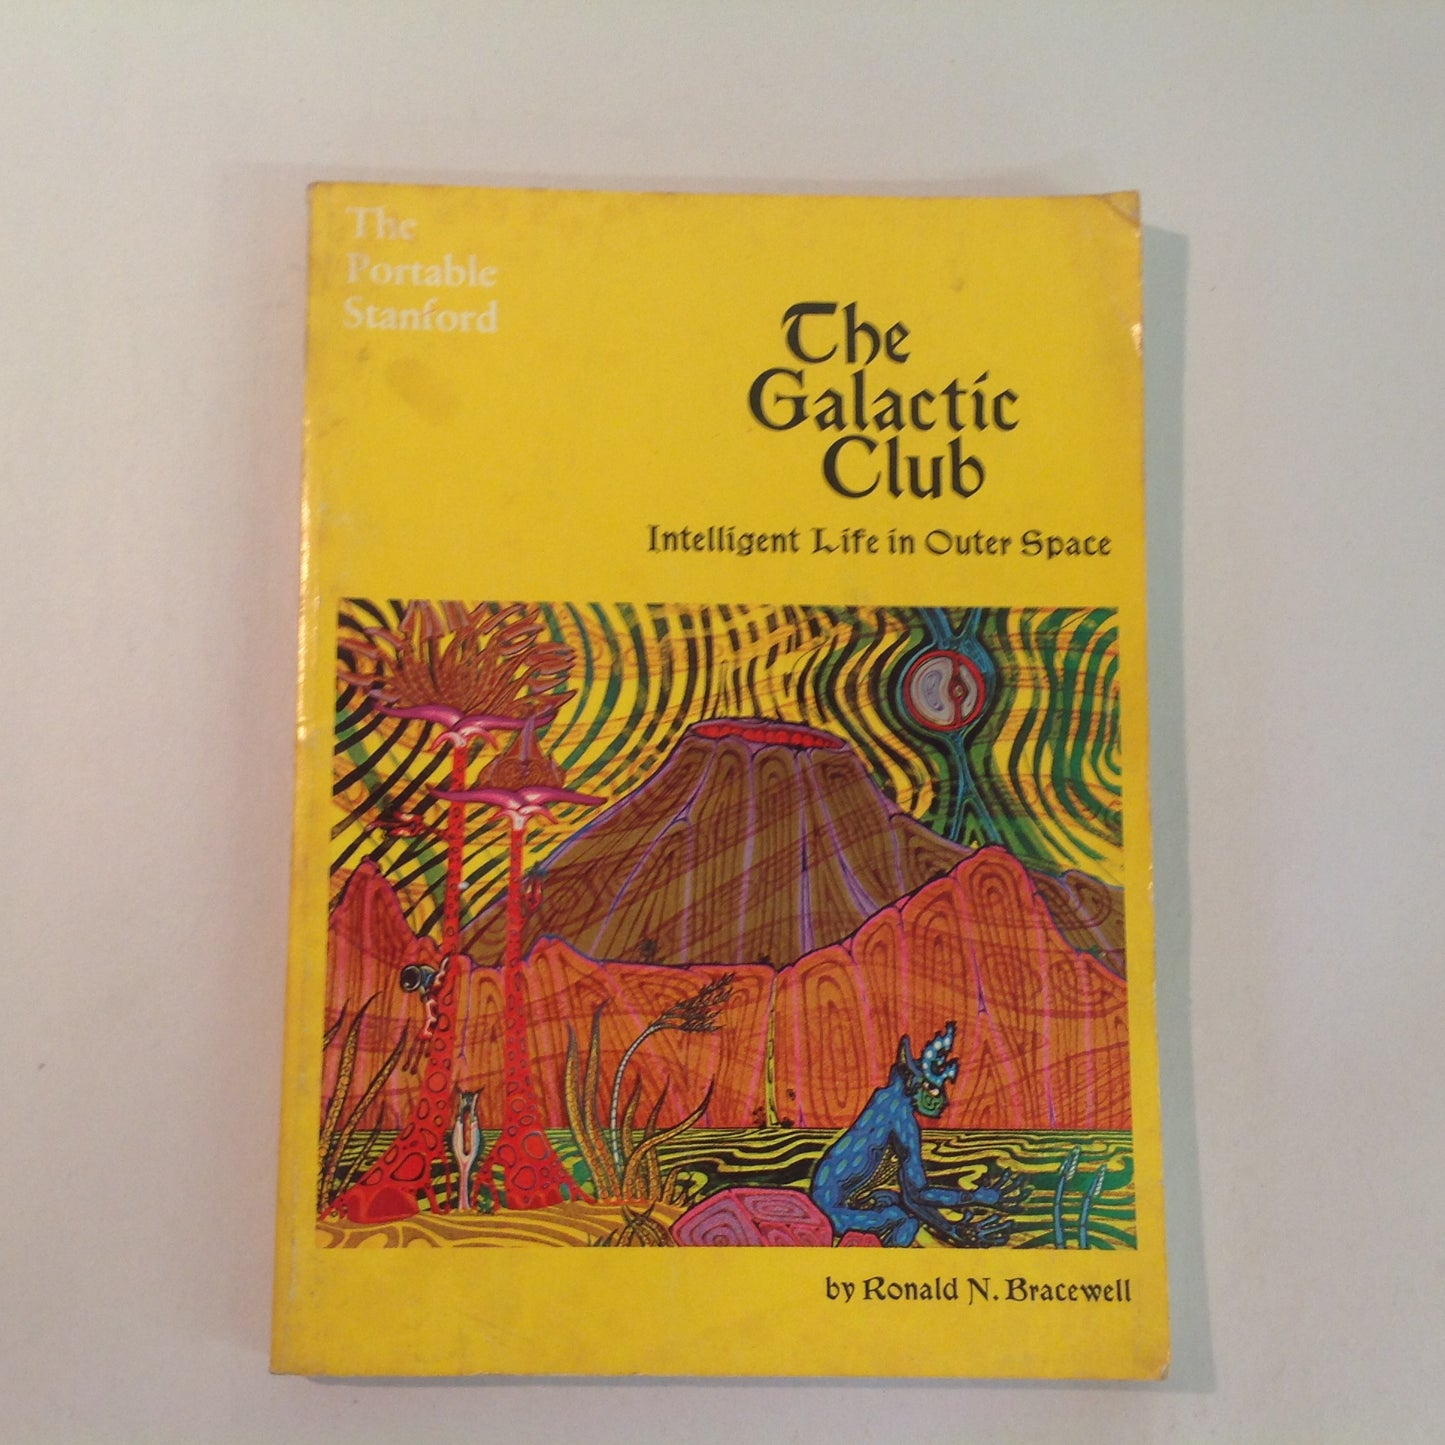 The
Portable
Stanford
The
Galactic
Club
Intelligent Life in Outer Space
by Ronald N. Bracewell